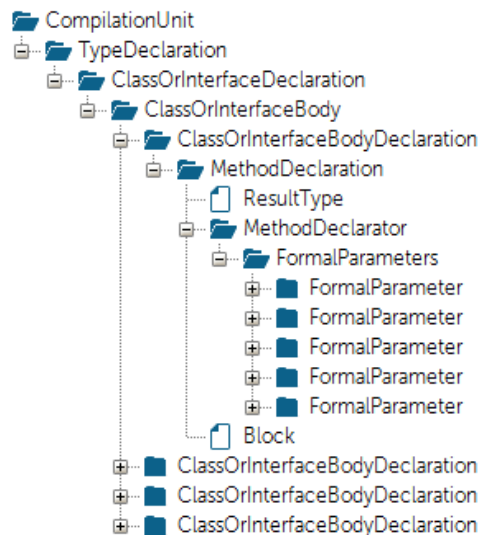 CompilationUnit
TypeDeclaration
ClassOrInterfaceDeclaration
ClassOrInterfaceBody
ClassOrInterfaceBodyDeclaration
MethodDeclaration
ResultType
MethodDeclarator
FormalParameters
FormalParameter
FormalParameter
FormalParameter
FormalParameter
FormalParameter
Block
ClassOrInterfaceBodyDeclaration
ClassOrInterfaceBodyDeclaration
ClassOrInterfaceBodyDeclaration